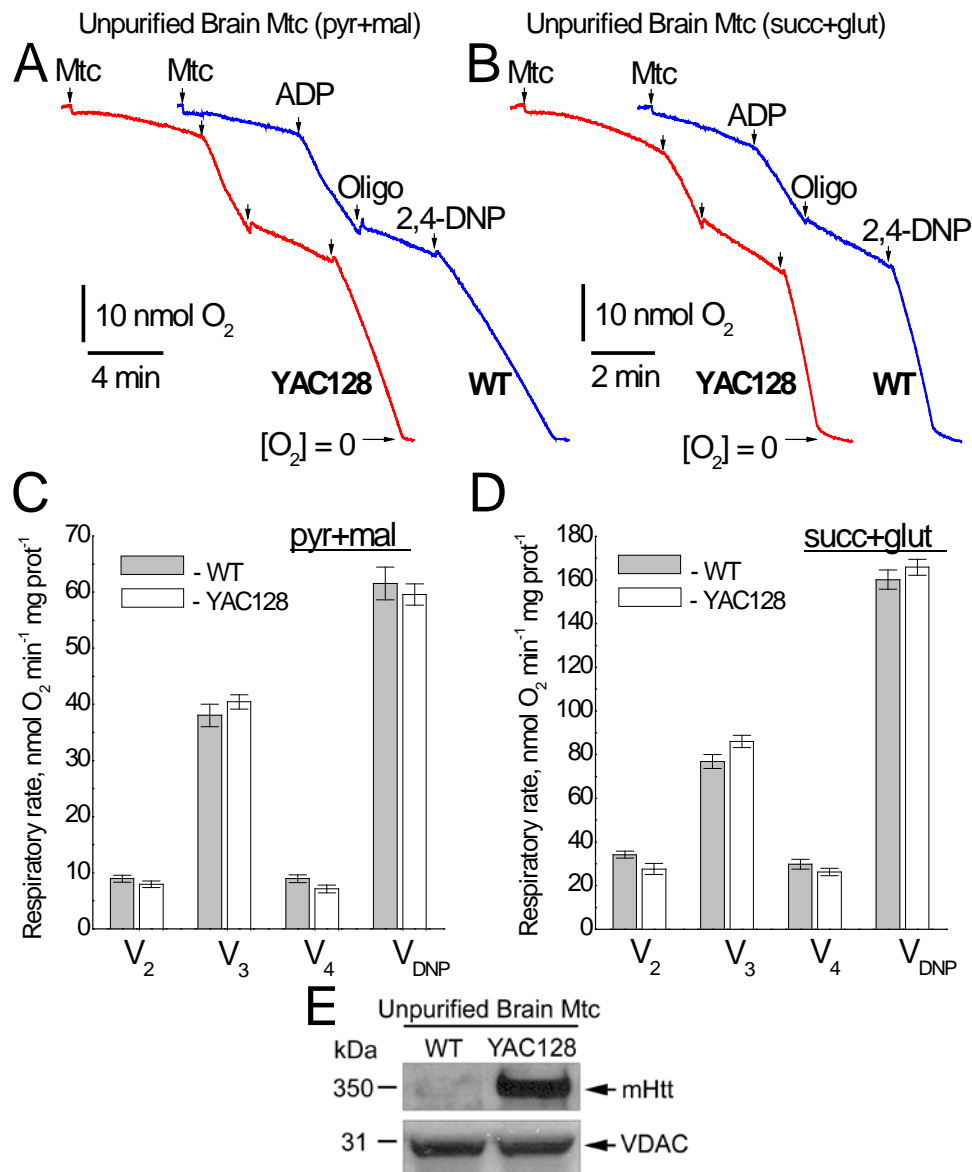 Unpurified Brain Mtc (pyr+mal)
Unpurified Brain Mtc (succ+glut)
A
Mtc
Mtc
ADP
Oligo
2,4-DNP
10 nmol O₂
4 min
YAC128
WT
[O₂] = 0
B
Mtc
Mtc
ADP
Oligo
2,4-DNP
10 nmol O₂
2 min
YAC128
WT
[O₂] = 0
C
pyr+mal
- WT
- YAC128
Respiratory rate, nmol O₂ min⁻¹ mg prot⁻¹
70
60
50
40
30
20
10
0
V₂
V₃
V₄
V_DNP
D
succ+glut
- WT
- YAC128
Respiratory rate, nmol O₂ min⁻¹ mg prot⁻¹
180
160
140
120
100
80
60
40
20
0
V₂
V₃
V₄
V_DNP
E
Unpurified Brain Mtc
kDa
WT
YAC128
350
mHtt
31
VDAC